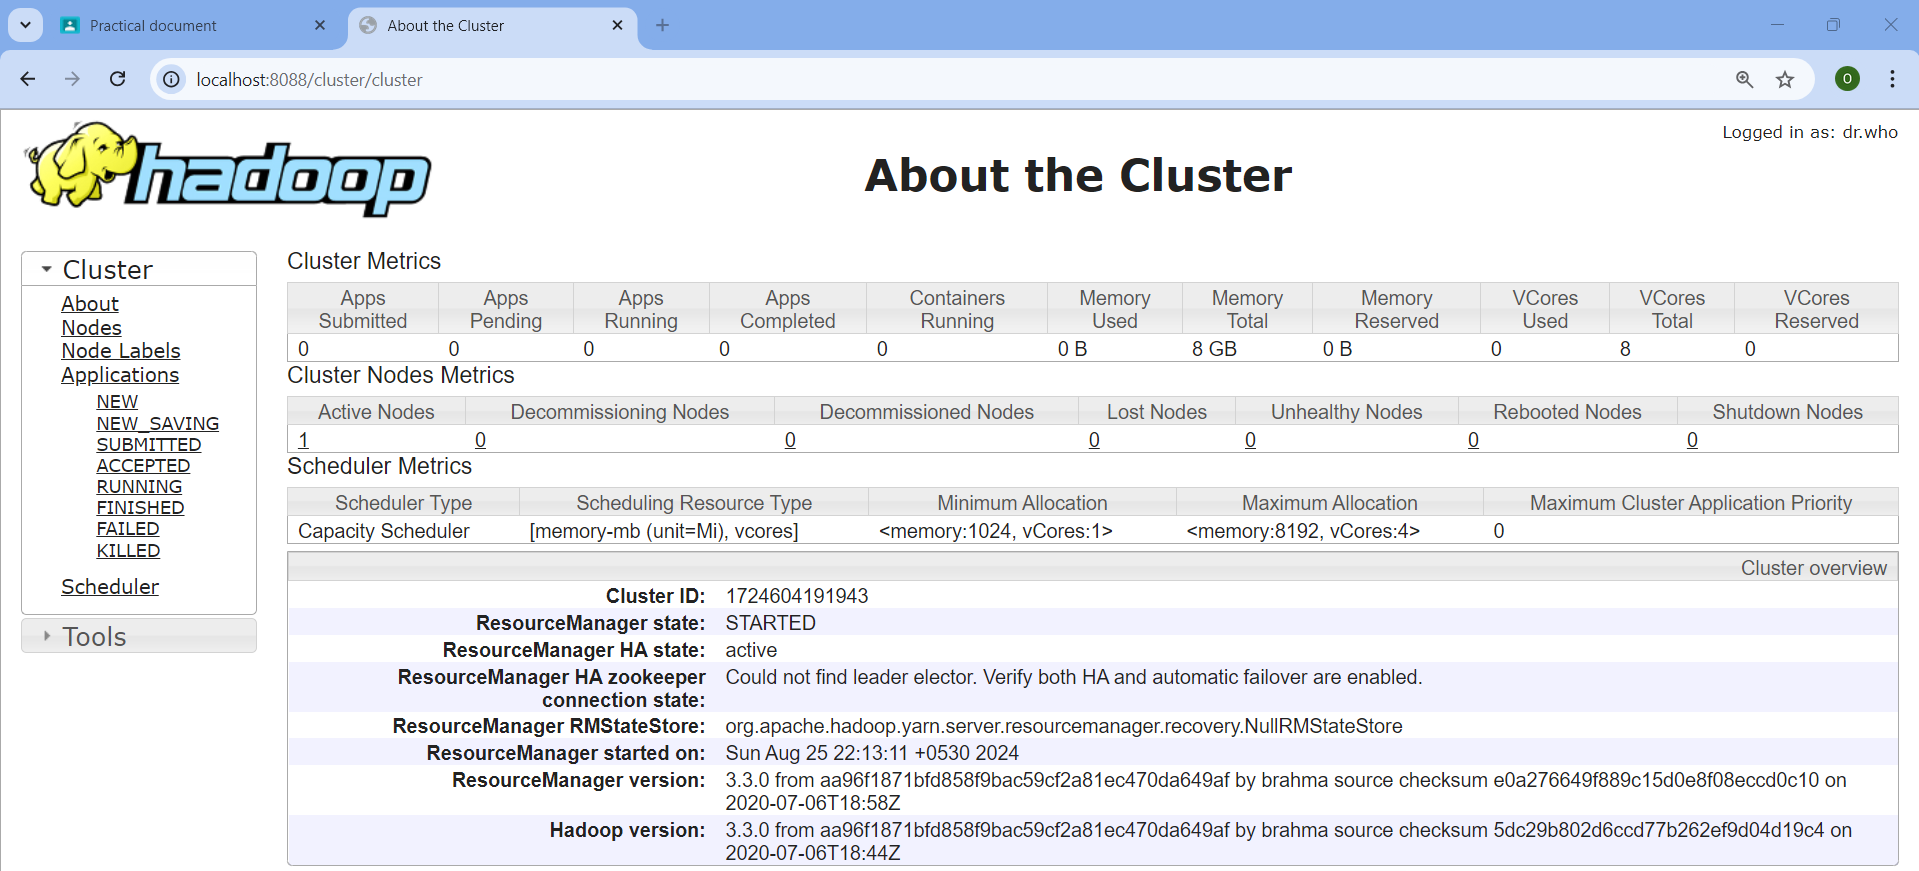 Practical document
About the Cluster
localhost:8088/cluster/cluster
O
hadoop
Logged in as: dr.who
About the Cluster
Cluster
About
Nodes
Node Labels
Applications
NEW
NEW_SAVING
SUBMITTED
ACCEPTED
RUNNING
FINISHED
FAILED
KILLED
Scheduler
Tools
Cluster Metrics
Apps Submitted Apps Pending Apps Running Apps Completed Containers Running Memory Used Memory Total Memory Reserved VCores Used VCores Total VCores Reserved
0 0 0 0 0 0 B 8 GB 0 B 0 8 0
Cluster Nodes Metrics
Active Nodes Decommissioning Nodes Decommissioned Nodes Lost Nodes Unhealthy Nodes Rebooted Nodes Shutdown Nodes
1 0 0 0 0 0 0
Scheduler Metrics
Scheduler Type Scheduling Resource Type Minimum Allocation Maximum Allocation Maximum Cluster Application Priority
Capacity Scheduler [memory-mb (unit=Mi), vcores] <memory:1024, vCores:1> <memory:8192, vCores:4> 0
Cluster overview
Cluster ID: 1724604191943
ResourceManager state: STARTED
ResourceManager HA state: active
ResourceManager HA zookeeper connection state: Could not find leader elector. Verify both HA and automatic failover are enabled.
ResourceManager RMStateStore: org.apache.hadoop.yarn.server.resourcemanager.recovery.NullRMStateStore
ResourceManager started on: Sun Aug 25 22:13:11 +0530 2024
ResourceManager version: 3.3.0 from aa96f1871bfd858f9bac59cf2a81ec470da649af by brahma source checksum e0a276649f889c15d0e8f08eccd0c10 on
2020-07-06T18:58Z
Hadoop version: 3.3.0 from aa96f1871bfd858f9bac59cf2a81ec470da649af by brahma source checksum 5dc29b802d6ccd77b262ef9d04d19c4 on
2020-07-06T18:44Z